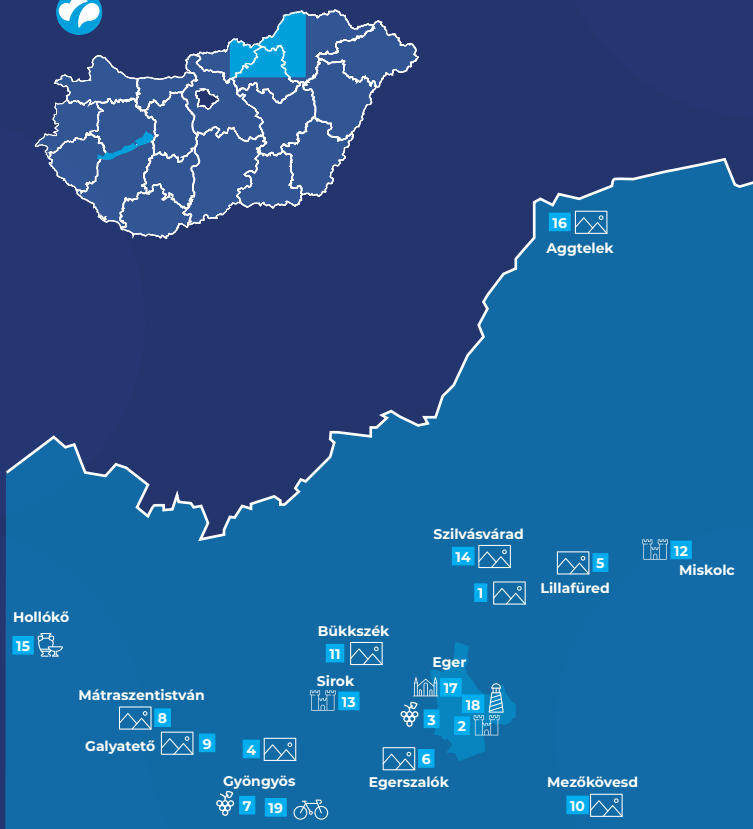 16
Aggtelek
Szilvásvárad
14
5
12
Miskolc
1
Lillafüred
Hollókő
15
Bükkszék
11
Eger
17
Sirok
13
18
3
2
Mátraszentistván
8
Galyatető
9
4
6
Egerszalók
Gyöngyös
7
19
Mezőkövesd
10